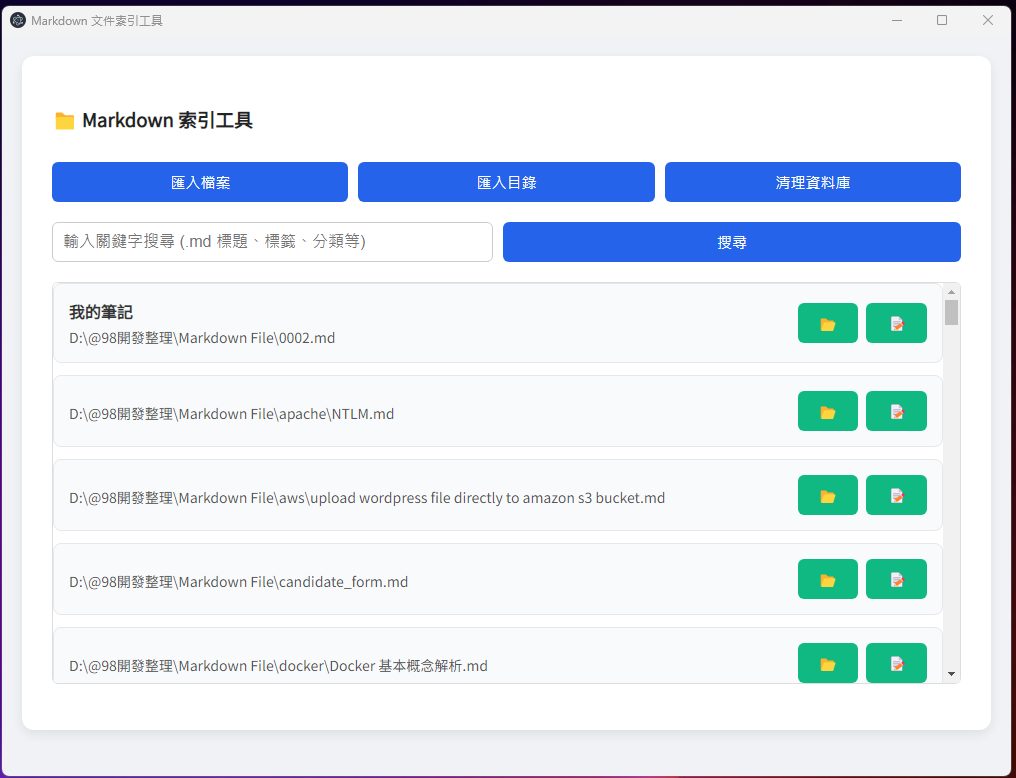 Markdown 文件索引工具
Markdown 索引工具
匯入檔案
匯入目錄
清理資料庫
輸入關鍵字搜尋 (.md 標題、標籤、分類等)
搜尋
我的筆記
D:\@98開發整理\Markdown File\0002.md
D:\@98開發整理\Markdown File\apache\NTLM.md
D:\@98開發整理\Markdown File\aws\upload wordpress file directly to amazon s3 bucket.md
D:\@98開發整理\Markdown File\candidate_form.md
D:\@98開發整理\Markdown File\docker\Docker 基本概念解析.md